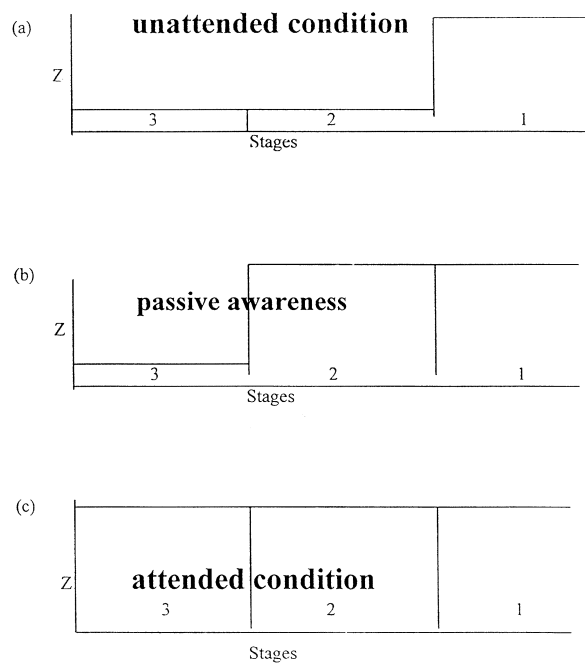 (a)
unattended condition
Z
3 2 1
Stages
(b)
passive awareness
Z
3 2 1
Stages
(c)
Z attended condition
3 2 1
Stages